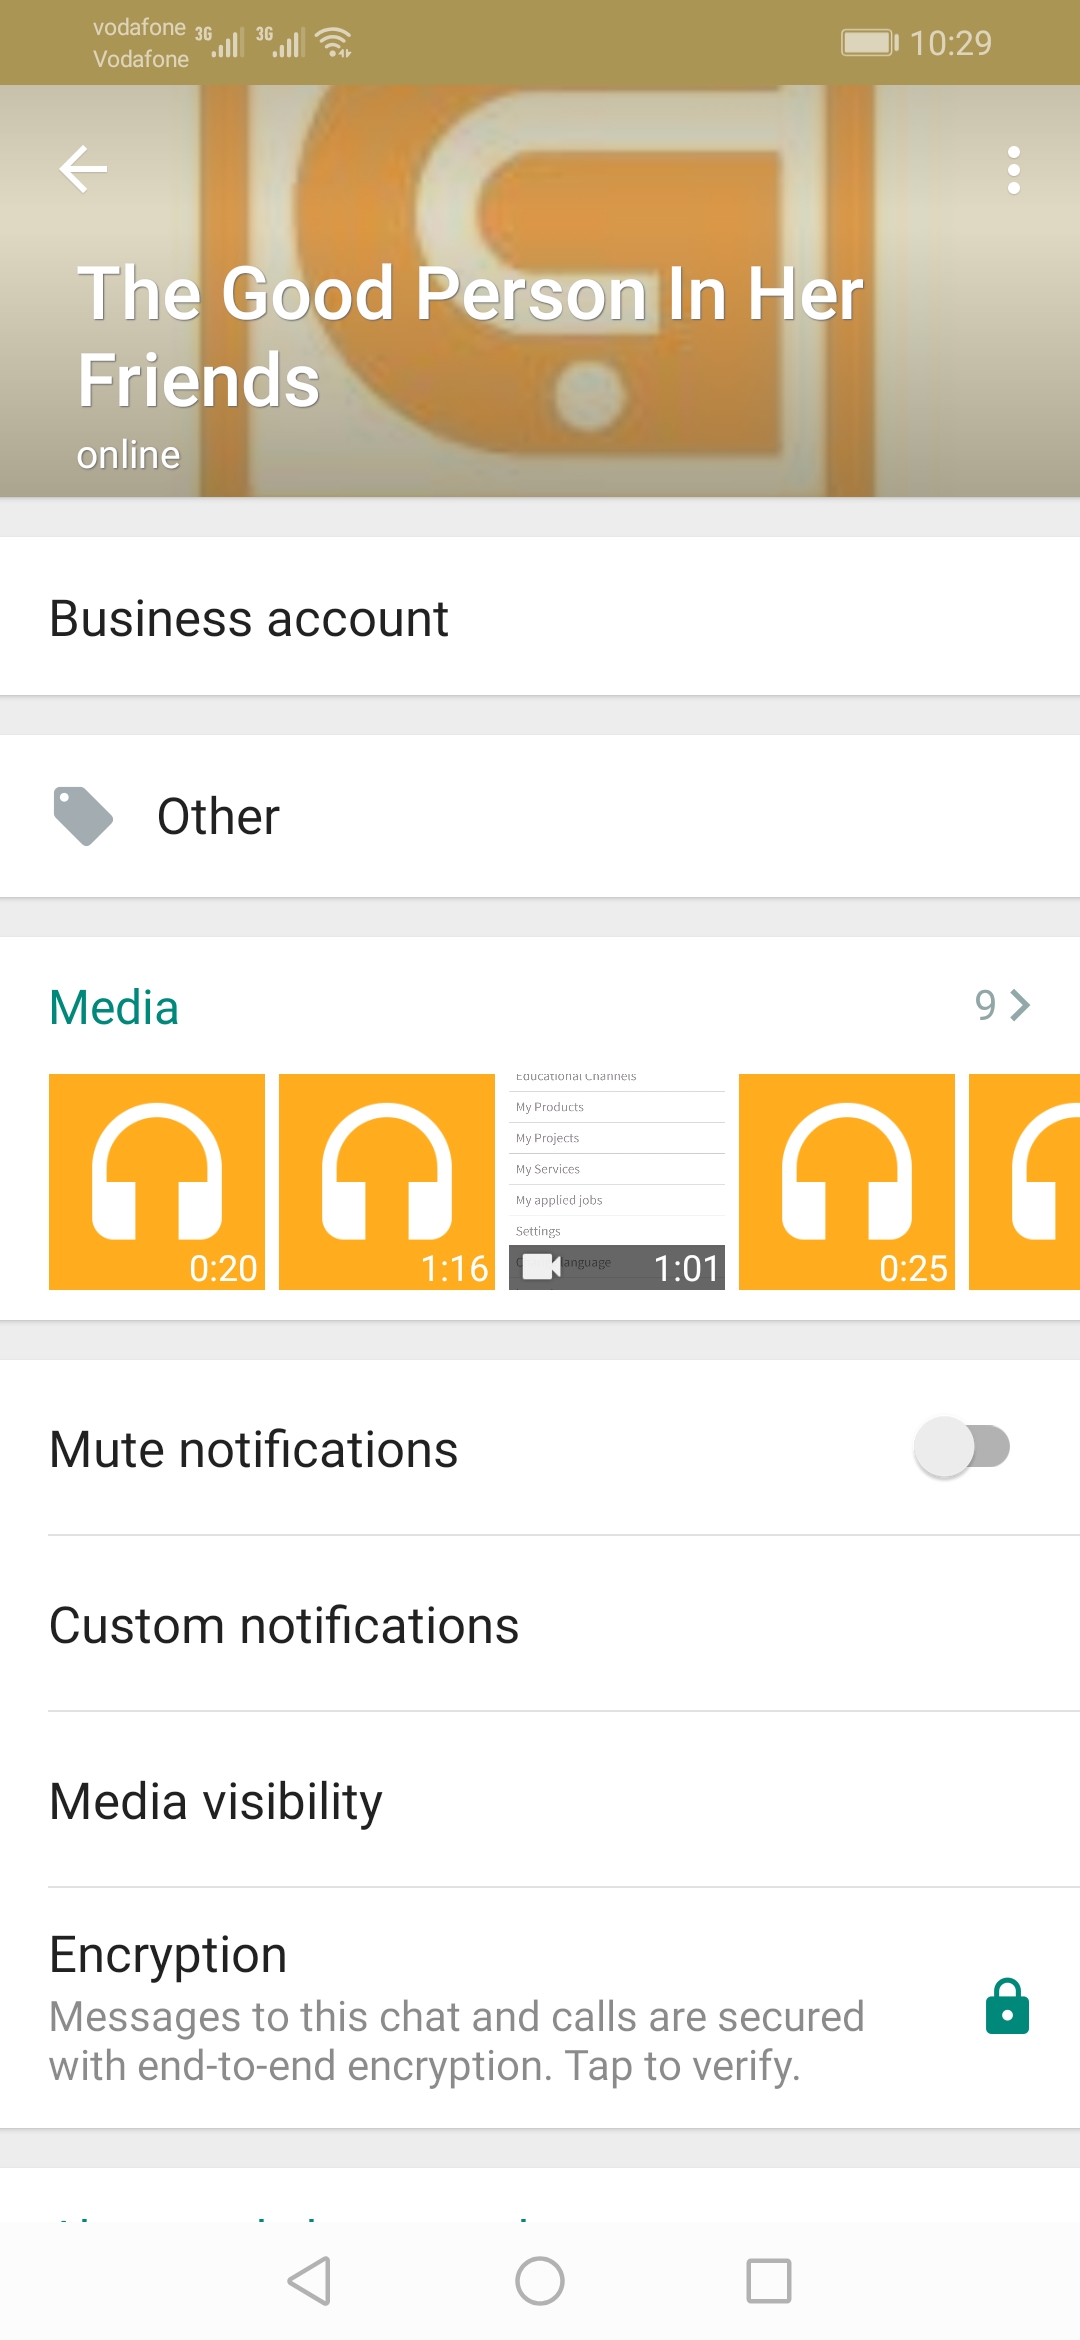 vodafone 3G 3G 10:29
Vodafone
The Good Person In Her
Friends
online
Business account
Other
Media 9
Educational Channels
My Products
My Projects
My Services
My applied jobs
Settings
language
0:20 1:16 1:01 0:25
Mute notifications
Custom notifications
Media visibility
Encryption
Messages to this chat and calls are secured
with end-to-end encryption. Tap to verify.